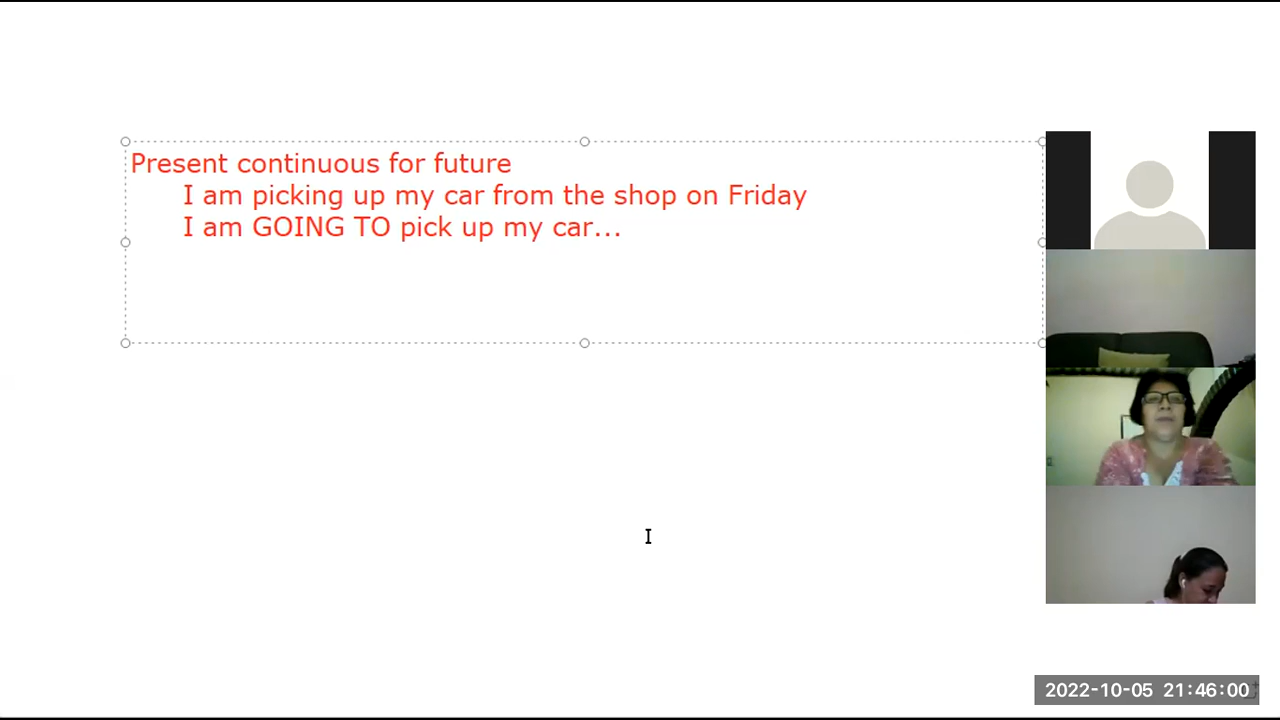 Present continuous for future
I am picking up my car from the shop on Friday
I am GOING TO pick up my car...
2022-10-05 21:46:00